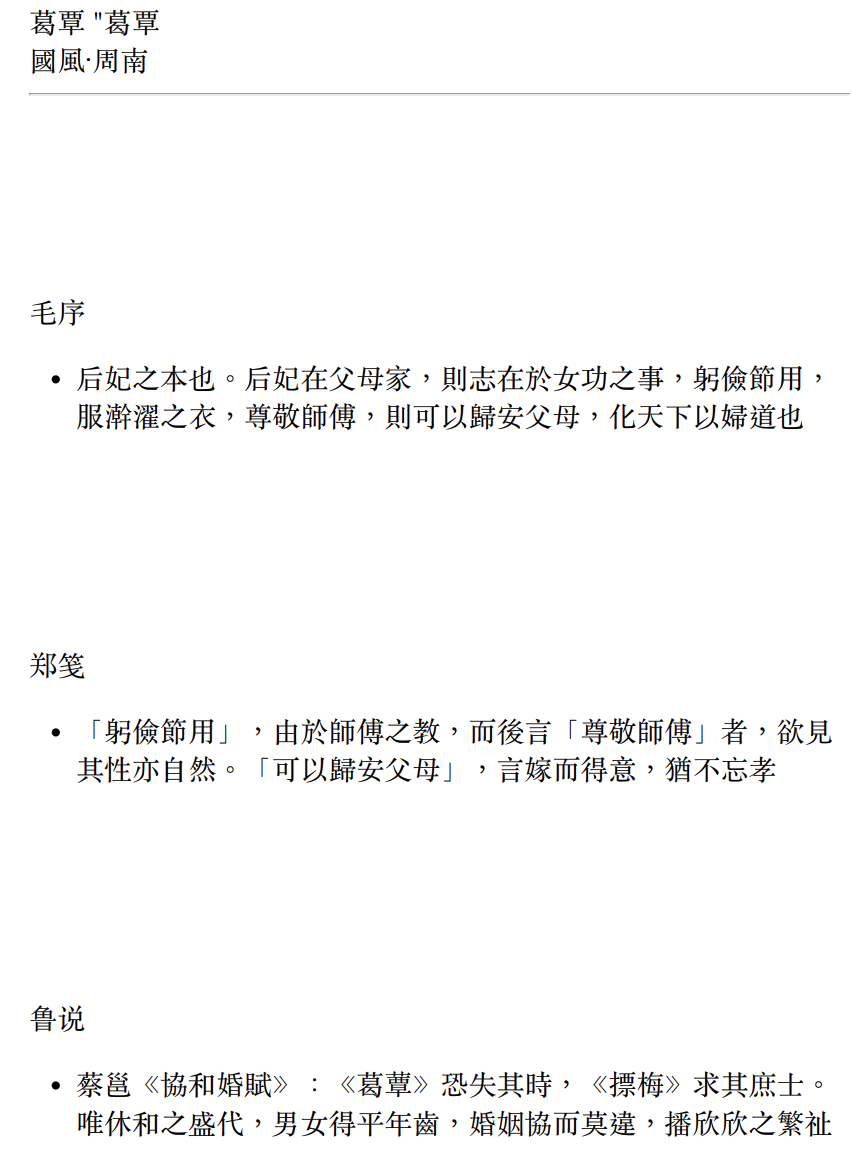 葛覃 "葛覃
國風·周南
毛序
后妃之本也。后妃在父母家，則志在於女功之事，躬儉節用，
服澣濯之衣，尊敬師傅，則可以歸安父母，化天下以婦道也
郑笺
「躬儉節用」，由於師傅之教，而後言「尊敬師傅」者，欲見
其性亦自然。「可以歸安父母」，言嫁而得意，猶不忘孝
鲁说
蔡邕《協和婚賦》：《葛蕈》恐失其時，《摽梅》求其庶士。
唯休和之盛代，男女得平年齒，婚姻協而莫違，播欣欣之繁祉